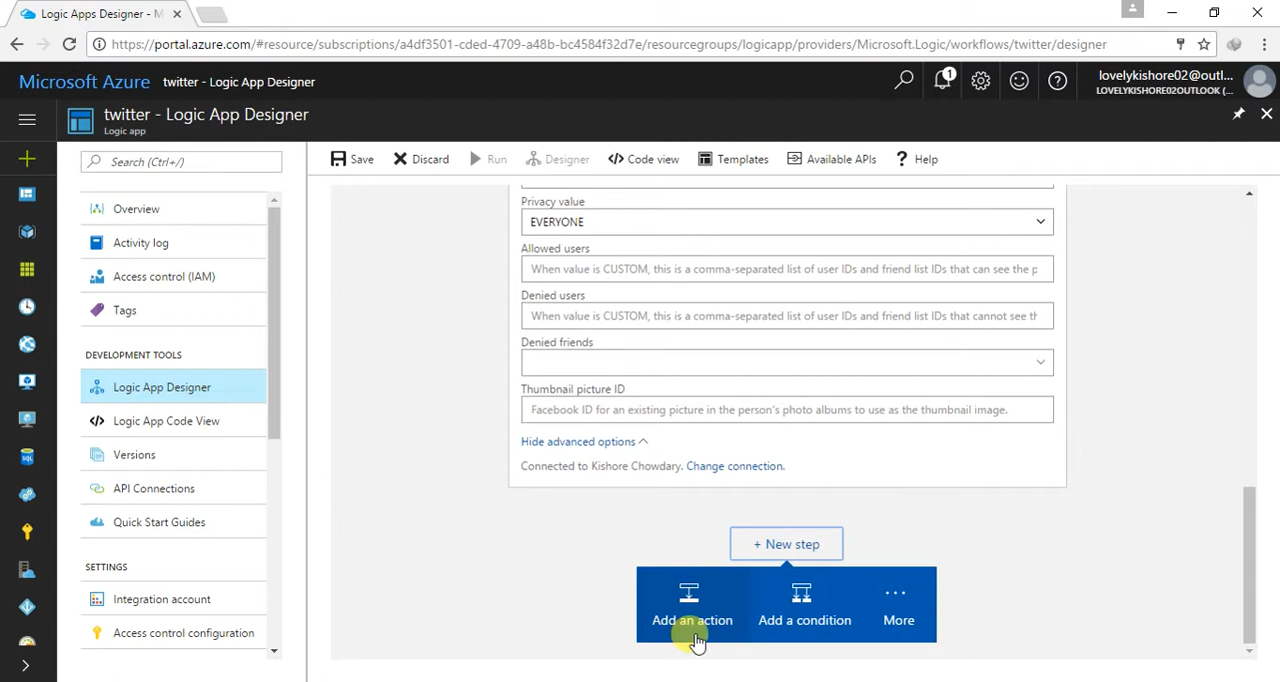 Logic Apps Designer - M
https://portal.azure.com/#resource/subscriptions/a4df3501-cded-4709-a48b-bc4584f32d7e/resourcegroups/logicapp/providers/Microsoft.Logic/workflows/twitter/designer
Microsoft Azure twitter - Logic App Designer
1
lovelykishore02@outl...
LOVELYKISHORE02OUTLOOK (...
twitter - Logic App Designer
Logic app
Search (Ctrl+/)
Save Discard Run Designer Code view Templates Available APIs Help
Overview
Activity log
Access control (IAM)
Tags
DEVELOPMENT TOOLS
Logic App Designer
Logic App Code View
Versions
API Connections
Quick Start Guides
SETTINGS
Integration account
Access control configuration
Privacy value
EVERYONE
Allowed users
When value is CUSTOM, this is a comma-separated list of user IDs and friend list IDs that can see the p
Denied users
When value is CUSTOM, this is a comma-separated list of user IDs and friend list IDs that cannot see th
Denied friends
Thumbnail picture ID
Facebook ID for an existing picture in the person's photo albums to use as the thumbnail image.
Hide advanced options
Connected to Kishore Chowdary. Change connection.
+ New step
Add an action Add a condition More